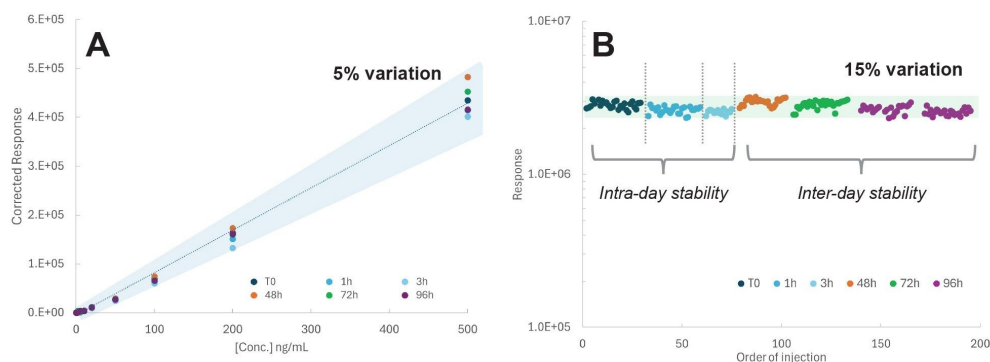 A
5% variation
Corrected Response
6.E+05
5.E+05
4.E+05
3.E+05
2.E+05
1.E+05
0.E+00
T0 1h 3h
48h 72h 96h
0 100 200 300 400 500
[Conc.] ng/mL
B
15% variation
Response
1.0E+07
1.0E+06
1.0E+05
Intra-day stability Inter-day stability
T0 1h 3h 48h 72h 96h
0 50 100 150 200
Order of injection